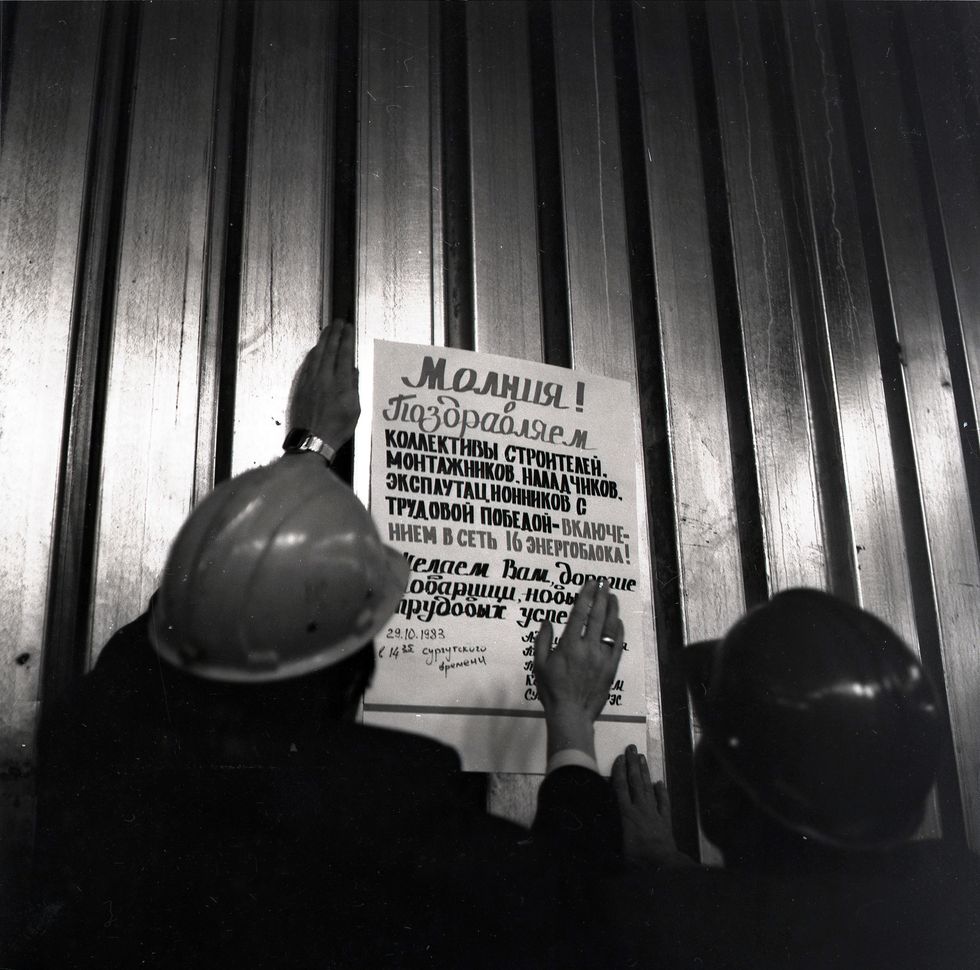 Молния!
Поздравляем
КОЛЛЕКТИВЫ СТРОИТЕЛЕЙ,
МОНТАЖНИКОВ, НАЛАДЧИКОВ,
ЭКСПЛУТАЦИОННИКОВ С
ТРУДОВОЙ ПОБЕДОЙ-ВКЛЮЧЕ-
НИЕМ В СЕТЬ 16 ЭНЕРГОБЛОКА!
Желаем Вам, дорогие
товарищи, новых
трудовых
29.10.1983
в 14 35 сургутского
времени